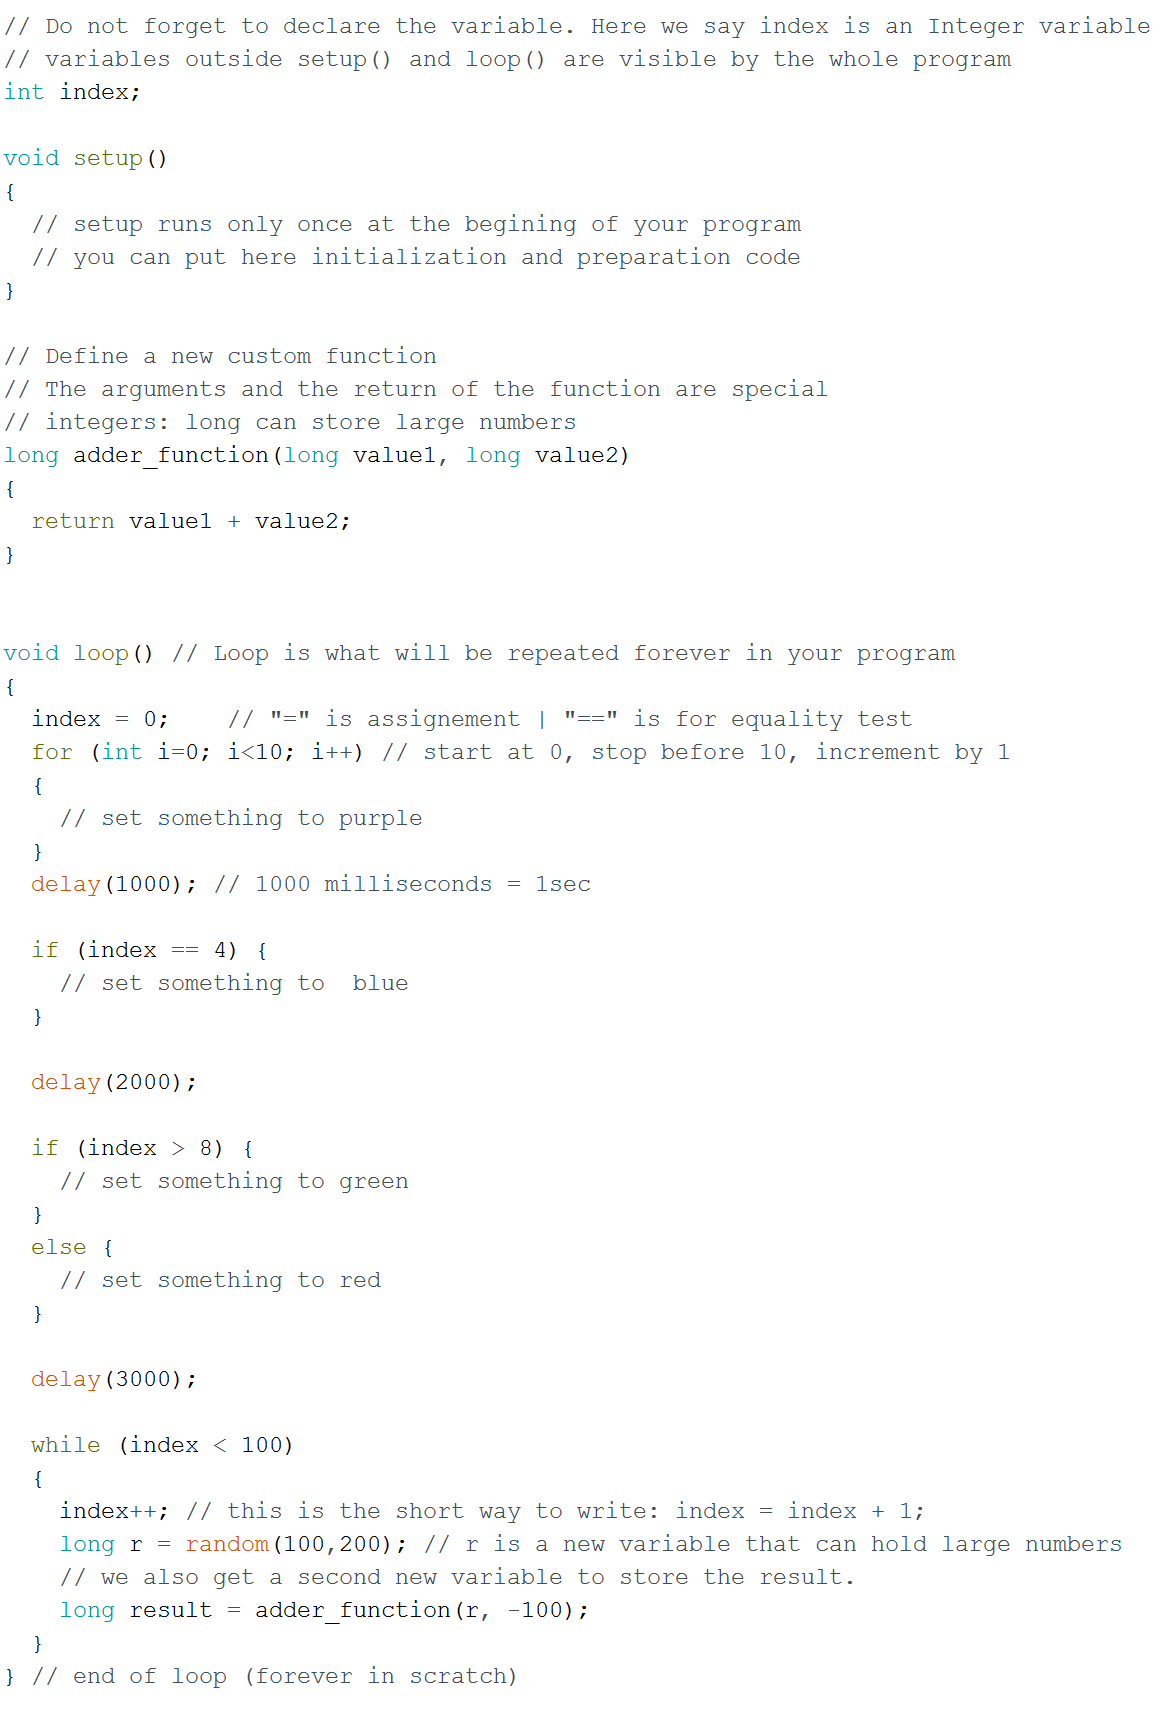 // Do not forget to declare the variable. Here we say index is an Integer variable
// variables outside setup() and loop() are visible by the whole program
int index;

void setup()
{
  // setup runs only once at the begining of your program
  // you can put here initialization and preparation code
}

// Define a new custom function
// The arguments and the return of the function are special
// integers: long can store large numbers
long adder_function(long value1, long value2)
{
  return value1 + value2;
}

void loop() // Loop is what will be repeated forever in your program
{
  index = 0;    // "=" is assignement | "==" is for equality test
  for (int i=0; i<10; i++) // start at 0, stop before 10, increment by 1
  {
    // set something to purple
  }
  delay(1000); // 1000 milliseconds = 1sec

  if (index == 4) {
    // set something to  blue
  }

  delay(2000);

  if (index > 8) {
    // set something to green
  }
  else {
    // set something to red
  }

  delay(3000);

  while (index < 100)
  {
    index++; // this is the short way to write: index = index + 1;
    long r = random(100,200); // r is a new variable that can hold large numbers
    // we also get a second new variable to store the result.
    long result = adder_function(r, -100);
  }
} // end of loop (forever in scratch)